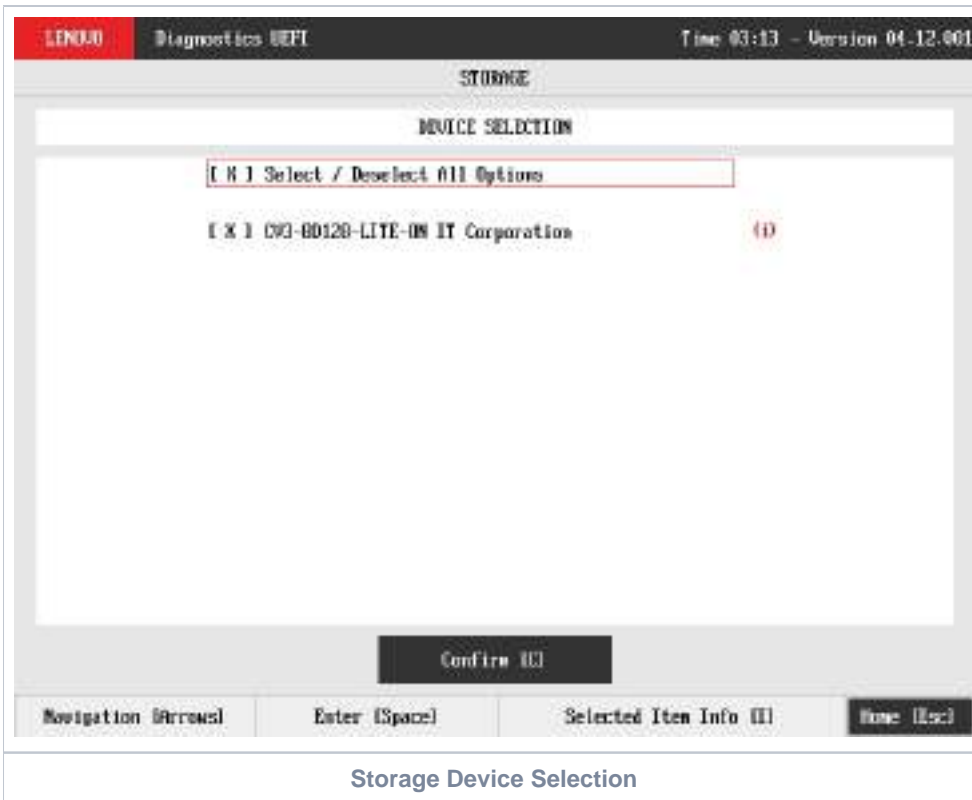 LENOVO Diagnostics UEFI Time 03:13 - Version 04.12.001
STORAGE
DEVICE SELECTION
[ X ] Select / Deselect All Options
[ X ] CV3-8D128-LITE-ON IT Corporation (i)
Confirm [C]
Navigation [Arrows] Enter [Space] Selected Item Info [I] Home [Esc]
Storage Device Selection